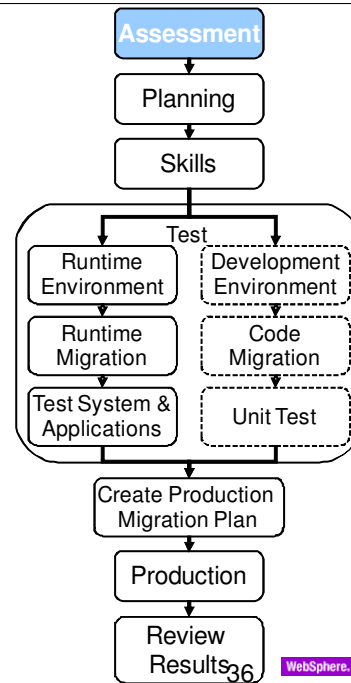 Assessment
Planning
Skills
Test
Runtime
Environment
Development
Environment
Runtime
Migration
Code
Migration
Test System &
Applications
Unit Test
Create Production
Migration Plan
Production
Review
Results
36
WebSphere.